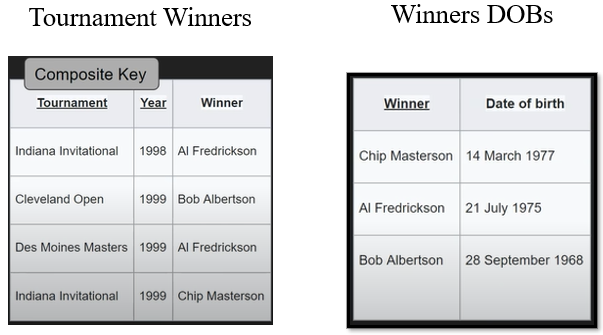 Tournament Winners
Composite Key
Tournament Year Winner
Indiana Invitational 1998 Al Fredrickson
Cleveland Open 1999 Bob Albertson
Des Moines Masters 1999 Al Fredrickson
Indiana Invitational 1999 Chip Masterson
Winners DOBs
Winner Date of birth
Chip Masterson 14 March 1977
Al Fredrickson 21 July 1975
Bob Albertson 28 September 1968